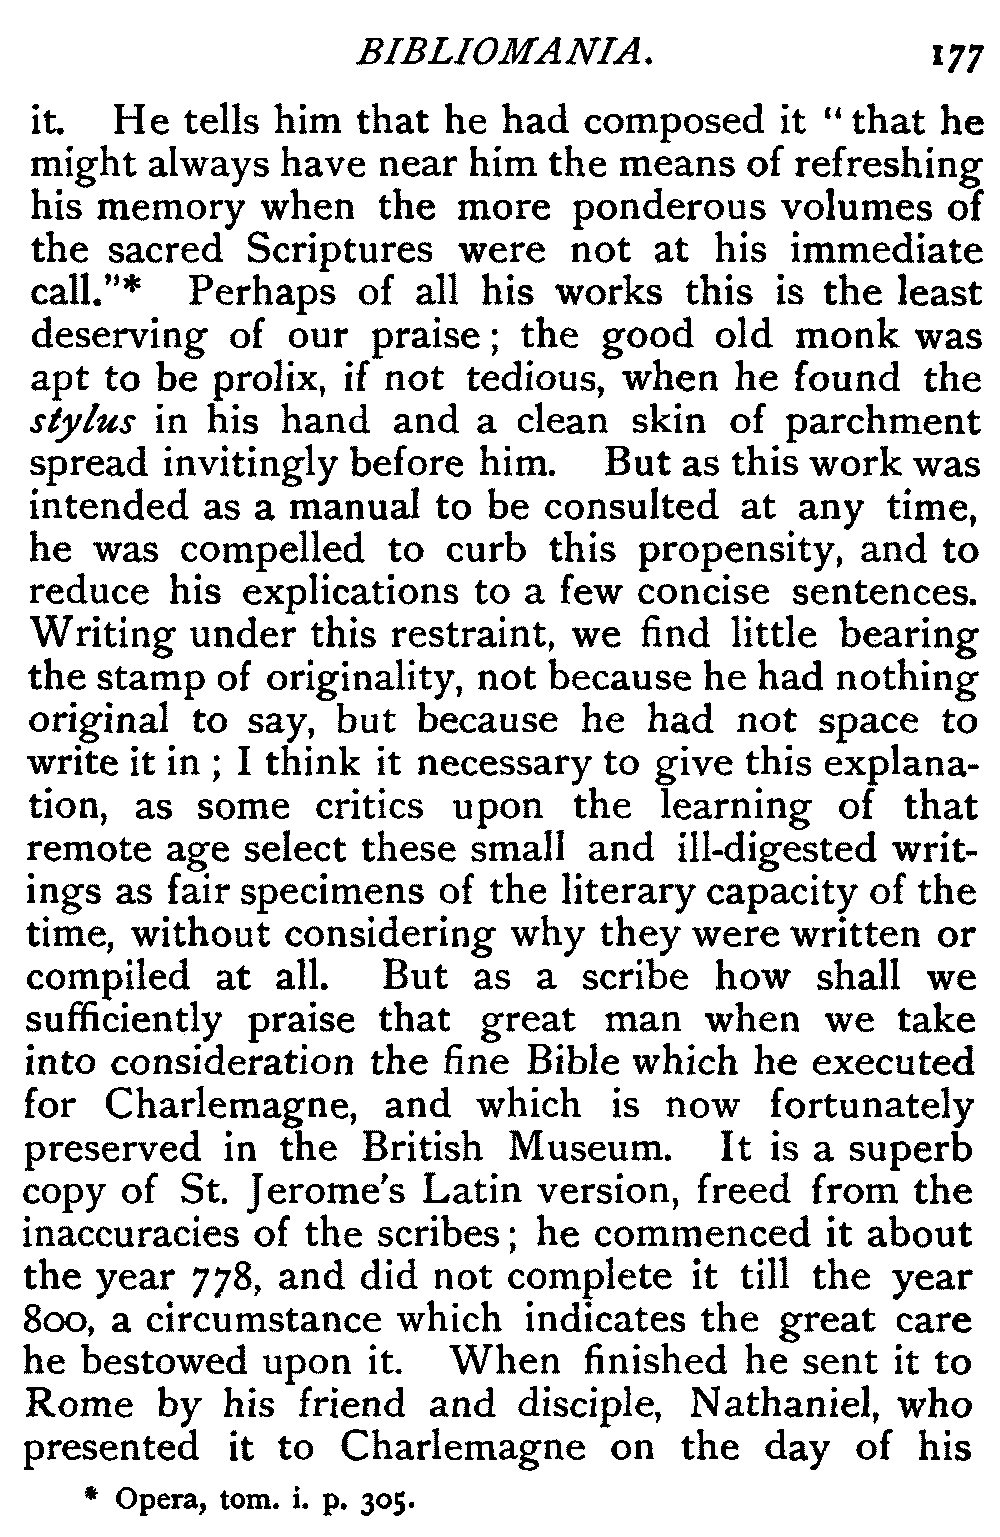 BIBLIOMANIA. 177
it. He tells him that he had composed it "that he
might always have near him the means of refreshing
his memory when the more ponderous volumes of
the sacred Scriptures were not at his immediate
call."* Perhaps of all his works this is the least
deserving of our praise; the good old monk was
apt to be prolix, if not tedious, when he found the
stylus in his hand and a clean skin of parchment
spread invitingly before him. But as this work was
intended as a manual to be consulted at any time,
he was compelled to curb this propensity, and to
reduce his explications to a few concise sentences.
Writing under this restraint, we find little bearing
the stamp of originality, not because he had nothing
original to say, but because he had not space to
write it in; I think it necessary to give this explana-
tion, as some critics upon the learning of that
remote age select these small and ill-digested writ-
ings as fair specimens of the literary capacity of the
time, without considering why they were written or
compiled at all. But as a scribe how shall we
sufficiently praise that great man when we take
into consideration the fine Bible which he executed
for Charlemagne, and which is now fortunately
preserved in the British Museum. It is a superb
copy of St. Jerome's Latin version, freed from the
inaccuracies of the scribes; he commenced it about
the year 778, and did not complete it till the year
800, a circumstance which indicates the great care
he bestowed upon it. When finished he sent it to
Rome by his friend and disciple, Nathaniel, who
presented it to Charlemagne on the day of his
* Opera, tom. i. p. 305.